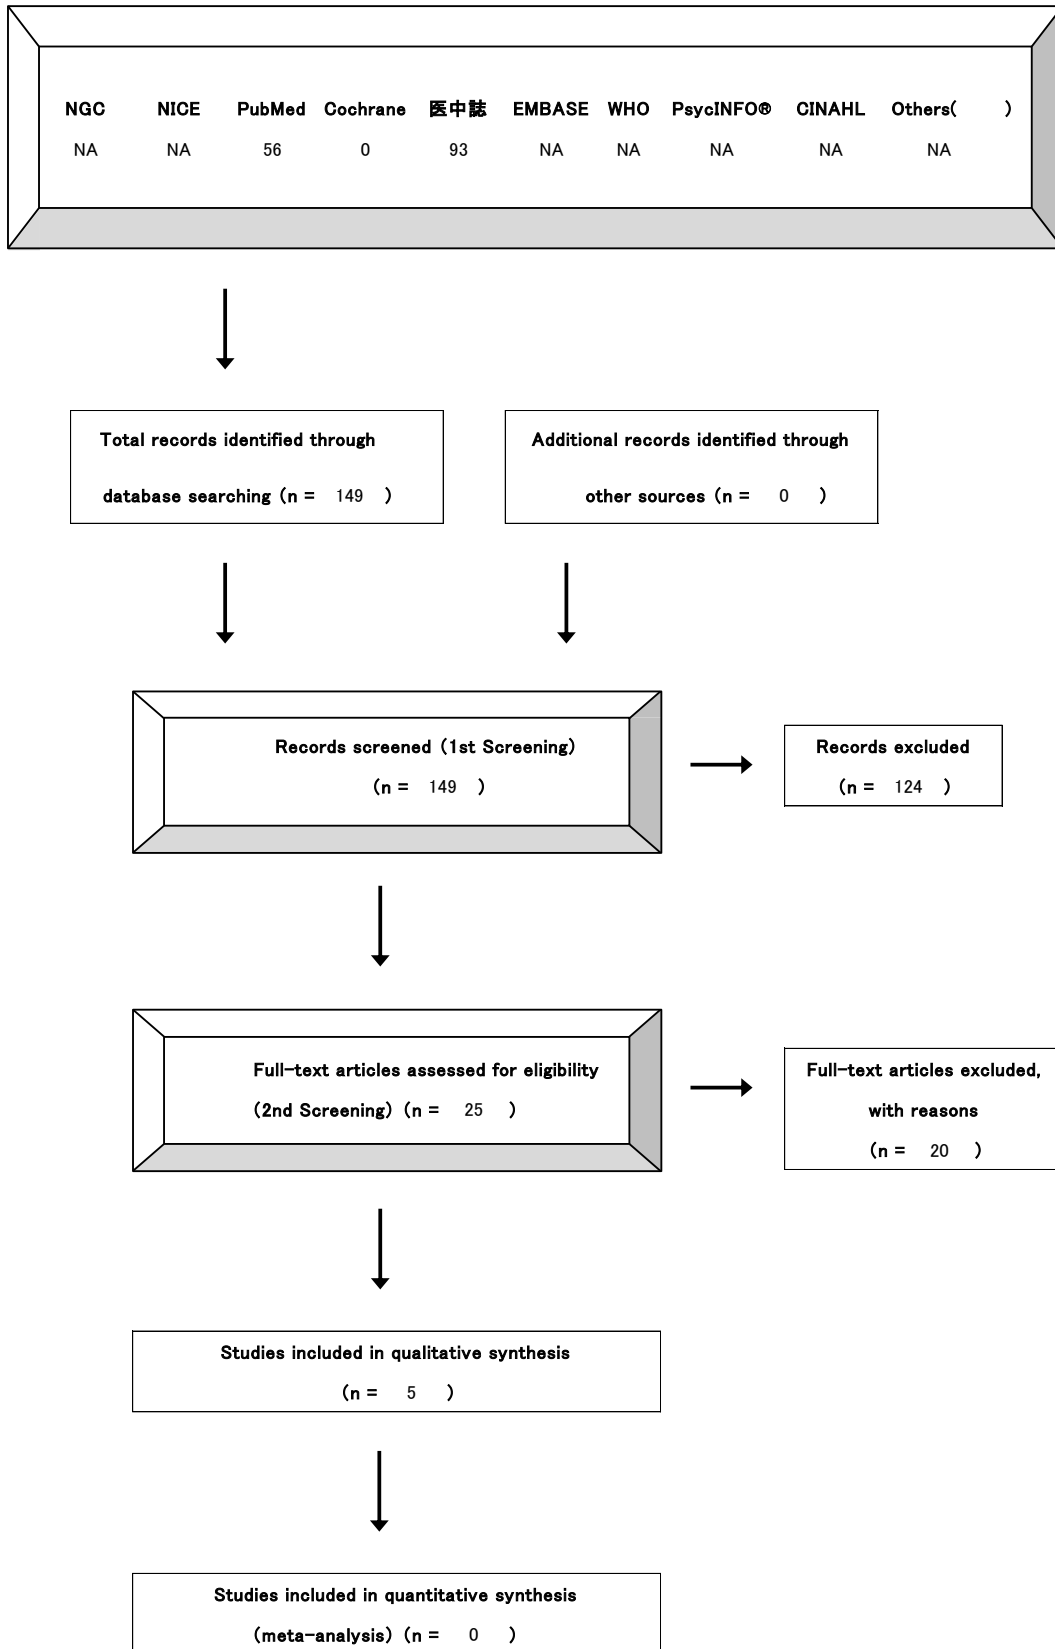 NGC NICE PubMed Cochrane 医中誌 EMBASE WHO PsycINFO® CINAHL Others( )
NA NA 56 0 93 NA NA NA NA NA
Total records identified through
database searching (n = 149 )
Additional records identified through
other sources (n = 0 )
Records screened (1st Screening)
(n = 149 )
Records excluded
(n = 124 )
Full-text articles assessed for eligibility
(2nd Screening) (n = 25 )
Full-text articles excluded,
with reasons
(n = 20 )
Studies included in qualitative synthesis
(n = 5 )
Studies included in quantitative synthesis
(meta-analysis) (n = 0 )